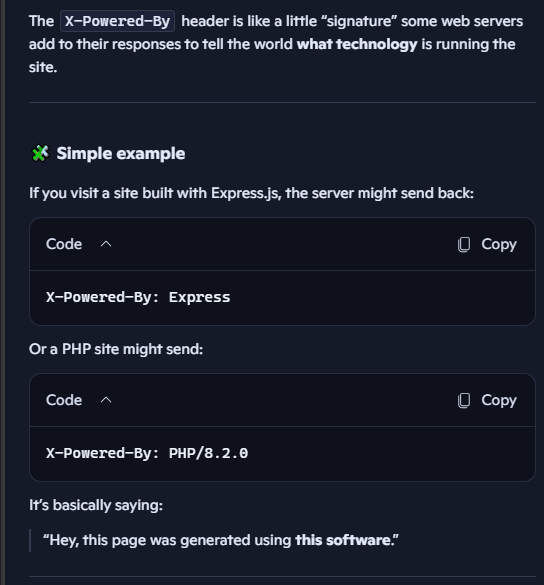 The X-Powered-By header is like a little “signature” some web servers
add to their responses to tell the world what technology is running the
site.
Simple example
If you visit a site built with Express.js, the server might send back:
Code Copy
X-Powered-By: Express
Or a PHP site might send:
Code Copy
X-Powered-By: PHP/8.2.0
It’s basically saying:
“Hey, this page was generated using this software.”